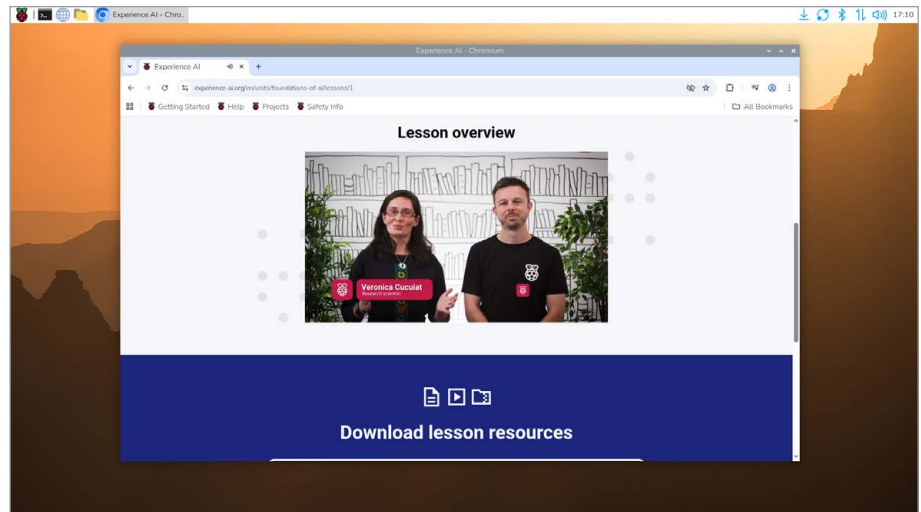 Experience AI - Chro..
17:10
Experience AI - Chromium
Experience AI
experience-ai.org/en/units/foundations-of-ai/lessons/1
Getting Started Help Projects Safety Info All Bookmarks
Lesson overview
Veronica Cucuiat
Research scientist
Download lesson resources